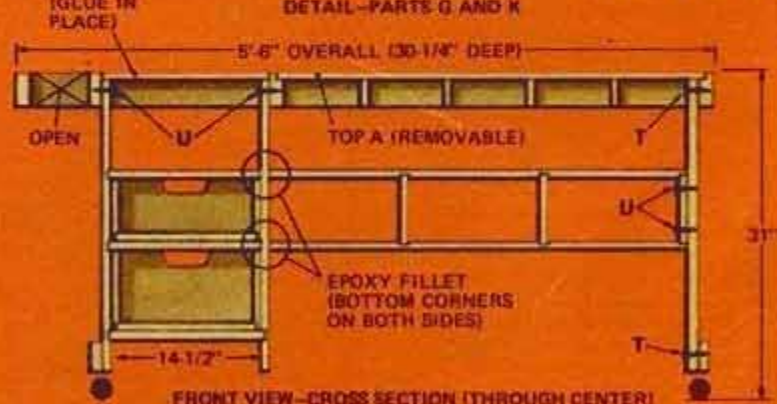 (GLUE IN
PLACE)
DETAIL—PARTS G AND K
5'-6" OVERALL (30-1/4" DEEP)
OPEN
U
TOP A (REMOVABLE)
T
U
31"
EPOXY FILLET
(BOTTOM CORNERS
ON BOTH SIDES)
14-1/2"
T
FRONT VIEW—CROSS SECTION (THROUGH CENTER)